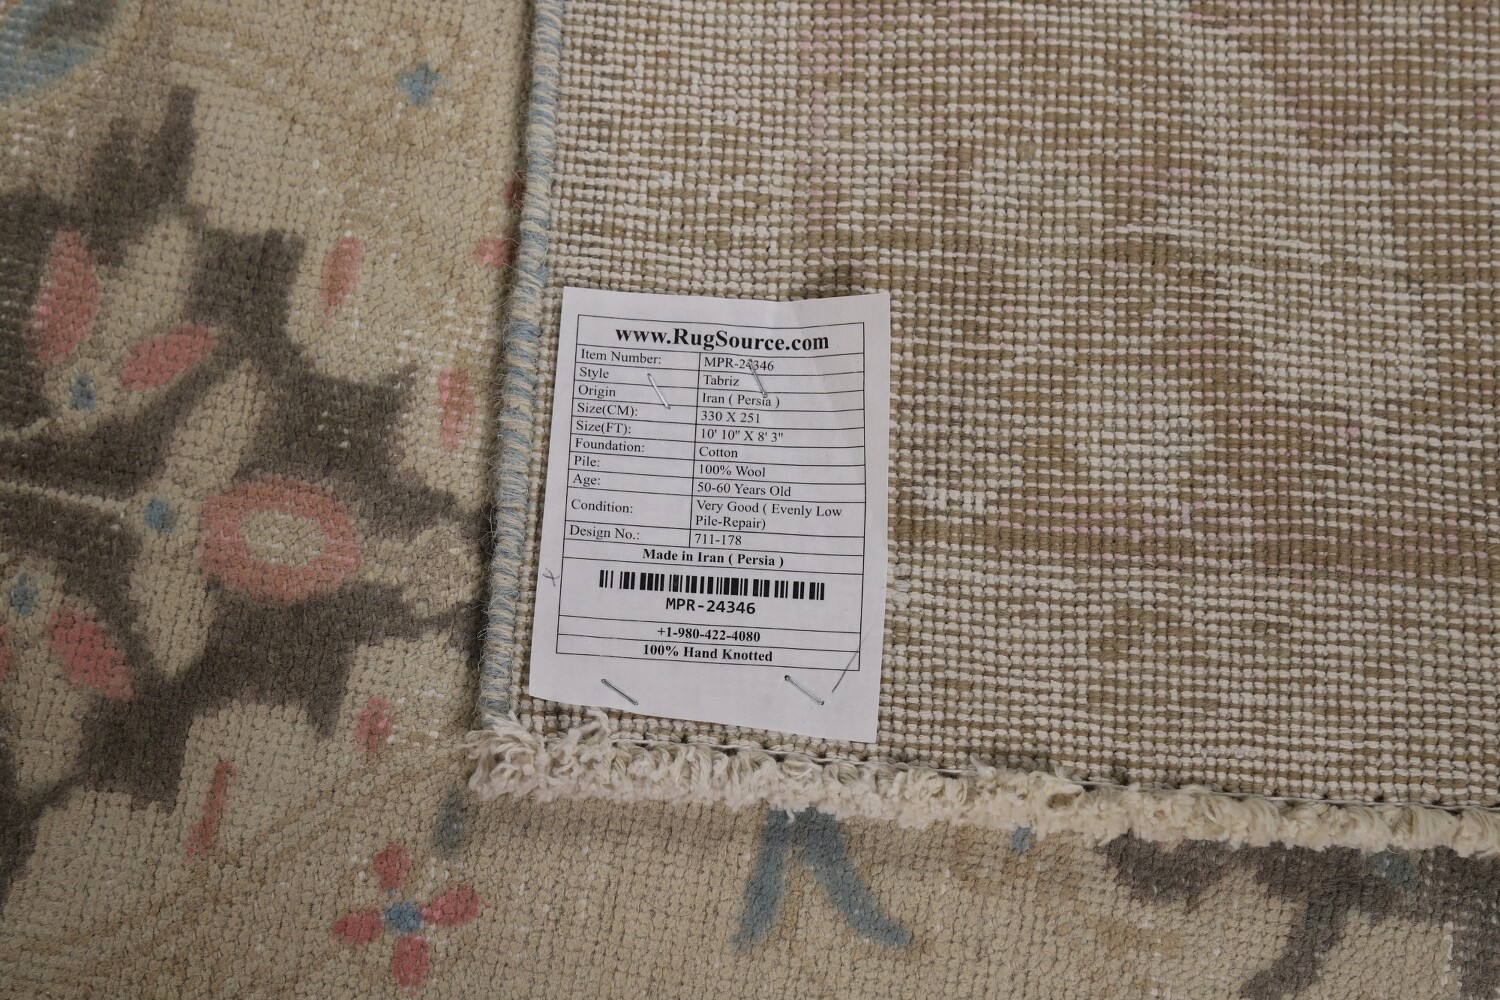 www.RugSource.com
Item Number: MPR-24346
Style Tabriz
Origin Iran ( Persia )
Size(CM): 330 X 251
Size(FT): 10' 10" X 8' 3"
Foundation: Cotton
Pile: 100% Wool
Age: 50-60 Years Old
Condition: Very Good ( Evenly Low
Pile-Repair)
Design No.: 711-178
Made in Iran ( Persia )
MPR-24346
+1-980-422-4080
100% Hand Knotted